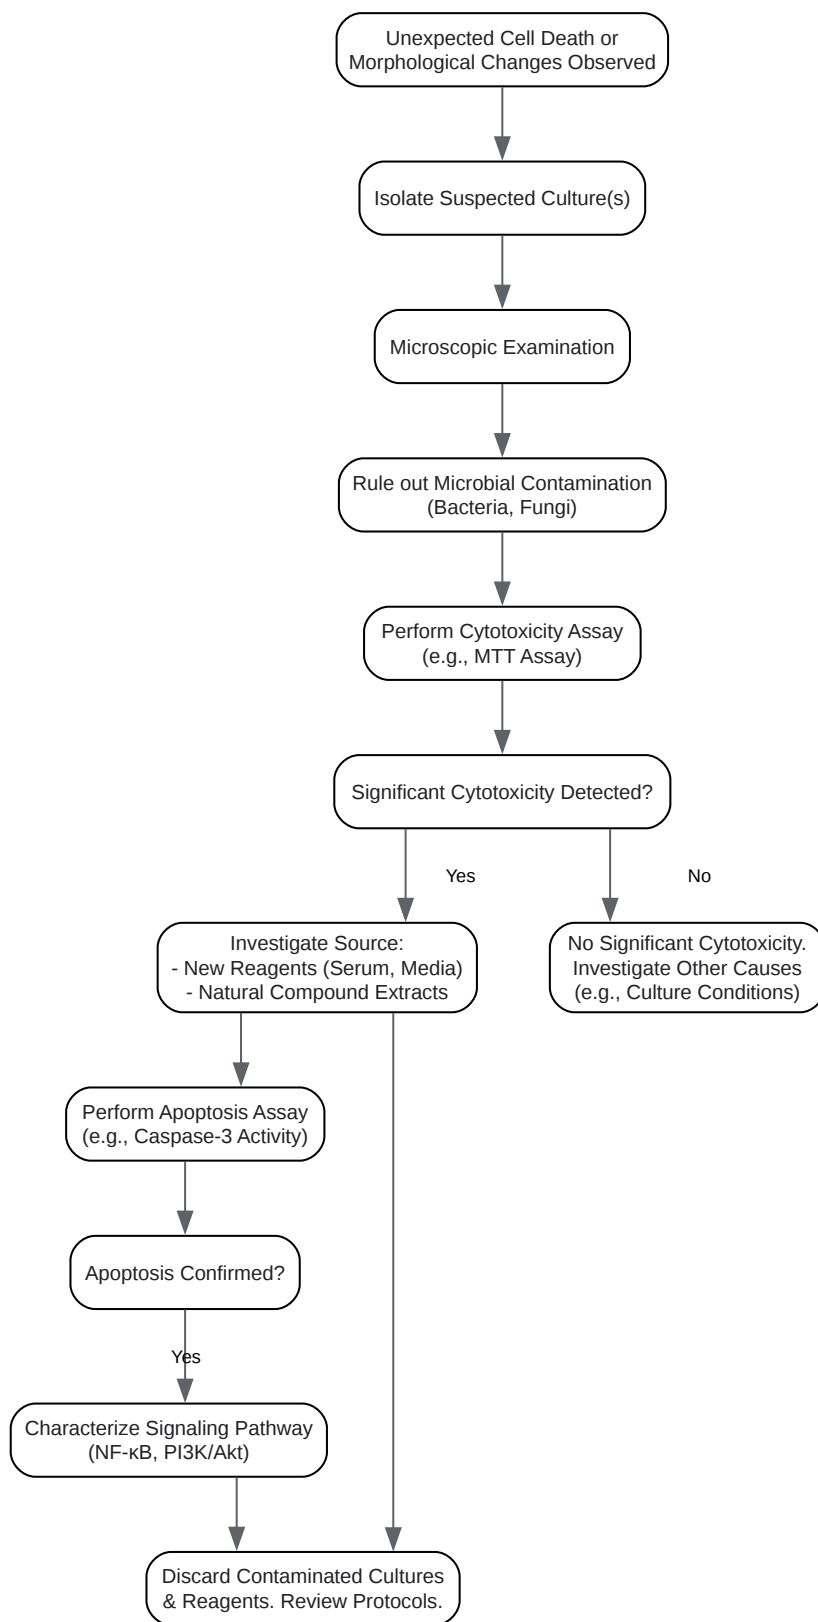 Unexpected Cell Death or
Morphological Changes Observed
Isolate Suspected Culture(s)
Microscopic Examination
Rule out Microbial Contamination
(Bacteria, Fungi)
Perform Cytotoxicity Assay
(e.g., MTT Assay)
Significant Cytotoxicity Detected?
Yes
No
Investigate Source:
- New Reagents (Serum, Media)
- Natural Compound Extracts
No Significant Cytotoxicity.
Investigate Other Causes
(e.g., Culture Conditions)
Perform Apoptosis Assay
(e.g., Caspase-3 Activity)
Apoptosis Confirmed?
Yes
Characterize Signaling Pathway
(NF-κB, PI3K/Akt)
Discard Contaminated Cultures
& Reagents. Review Protocols.